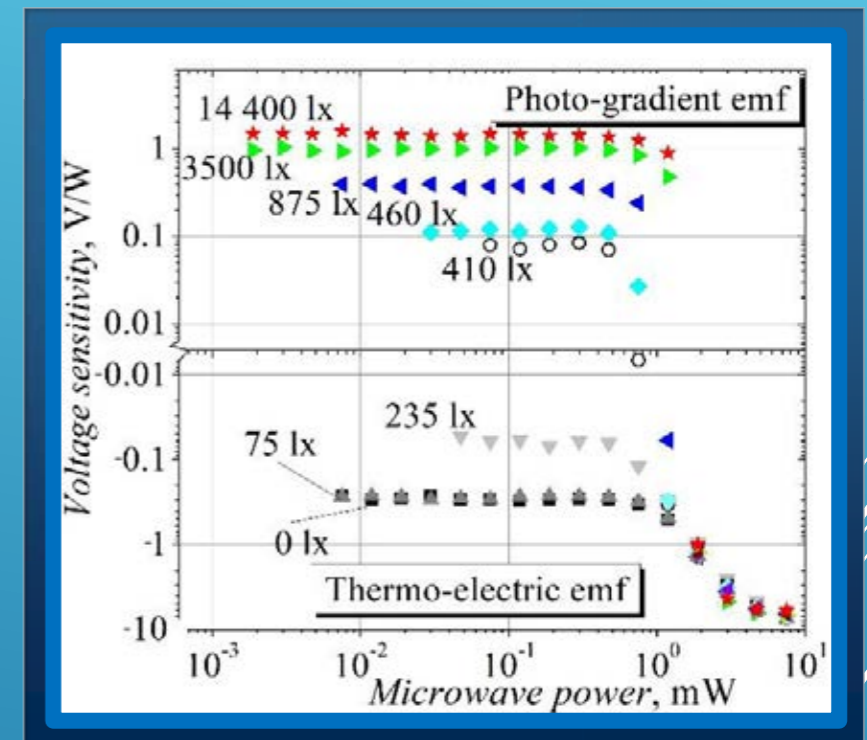 Photo-gradient emf
14 400 lx
3500 lx
875 lx
460 lx
410 lx
1
0.1
0.01
Voltage sensitivity, V/W
-0.01
-0.1
-1
-10
235 lx
75 lx
0 lx
Thermo-electric emf
10⁻³
10⁻²
10⁻¹
10⁰
10¹
Microwave power, mW